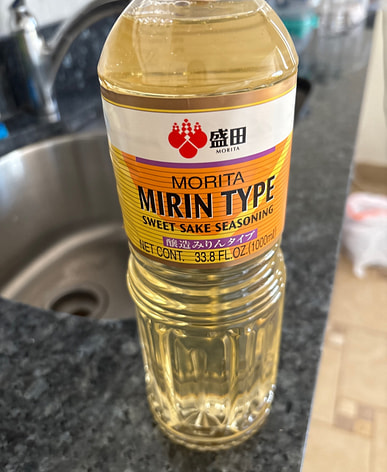 盛田
MORITA
MORITA
MIRIN TYPE
SWEET SAKE SEASONING
醸造みりんタイプ
NET CONT. 33.8 FL.OZ.(1000ml)